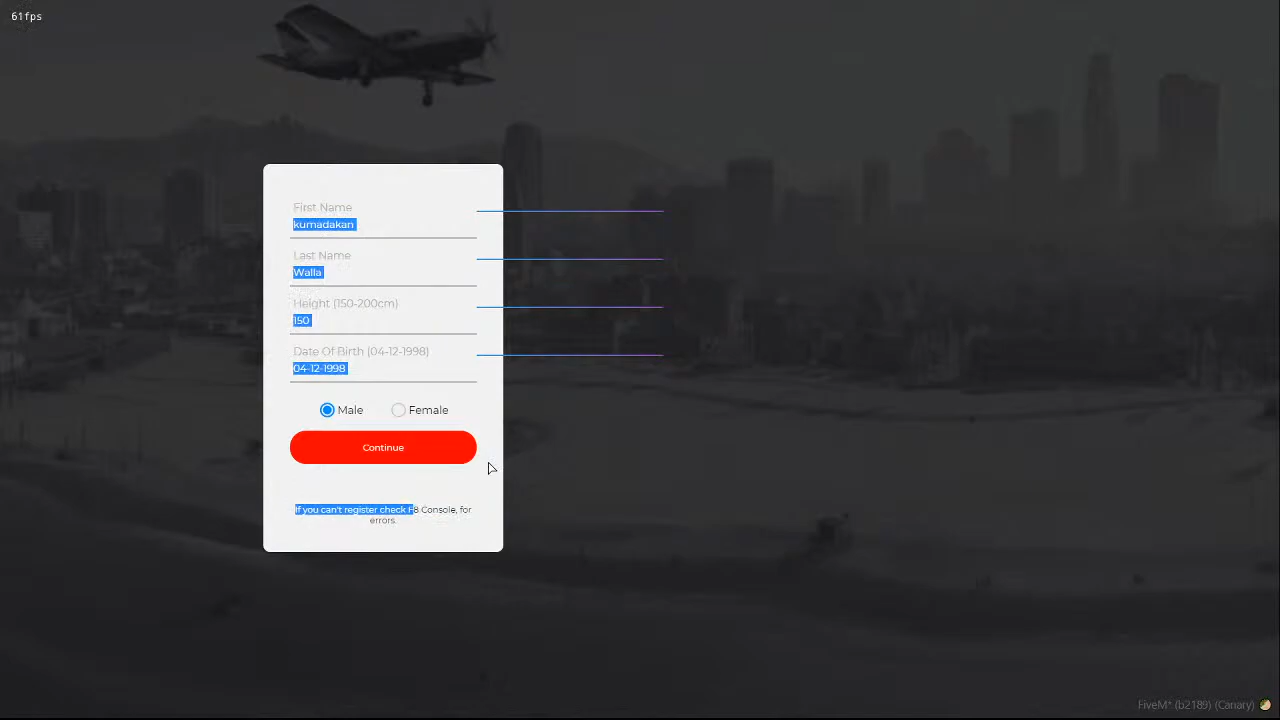 61fps
First Name
kumadakan
Last Name
Walla
Height (150-200cm)
150
Date Of Birth (04-12-1998)
04-12-1998
Male Female
Continue
If you can't register check F8 Console, for
errors.
FiveM* (b2189) (Canary)